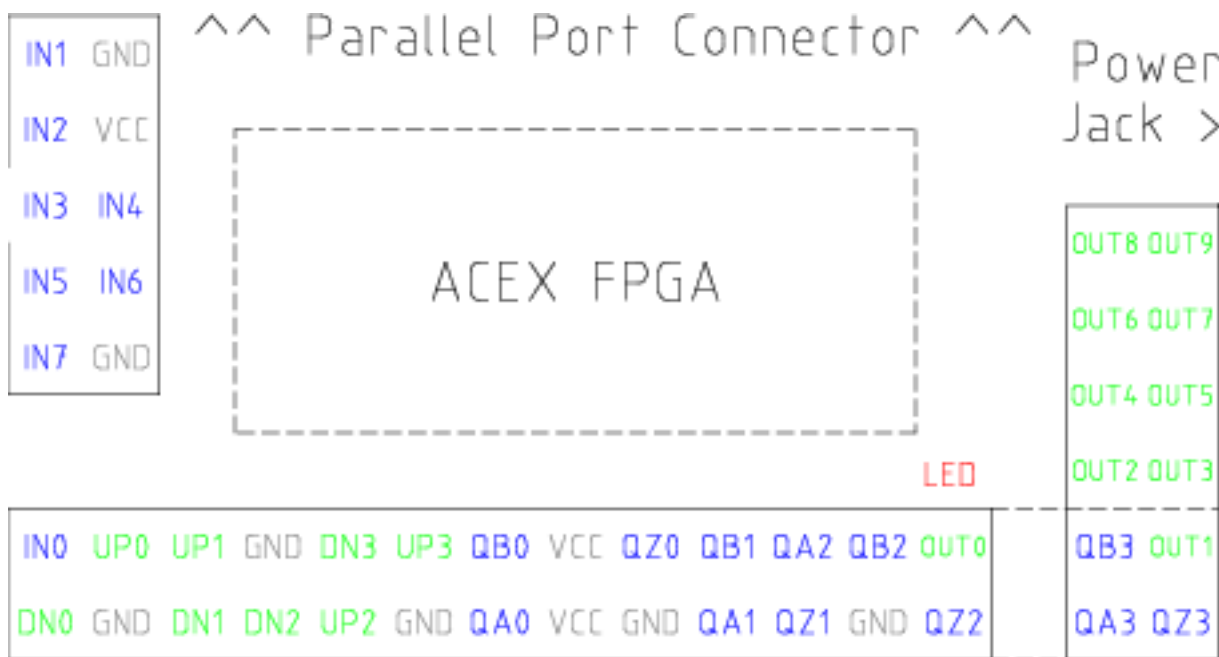 ^^ Parallel Port Connector ^^
Power
Jack >
IN1 GND
IN2 VCC
IN3 IN4
IN5 IN6
IN7 GND
ACEX FPGA
OUT8 OUT9
OUT6 OUT7
OUT4 OUT5
OUT2 OUT3
LED
IN0 UP0 UP1 GND DN3 UP3 QB0 VCC QZ0 QB1 QA2 QB2 OUT0
DN0 GND DN1 DN2 UP2 GND QA0 VCC GND QA1 QZ1 GND QZ2
QB3 OUT1
QA3 QZ3